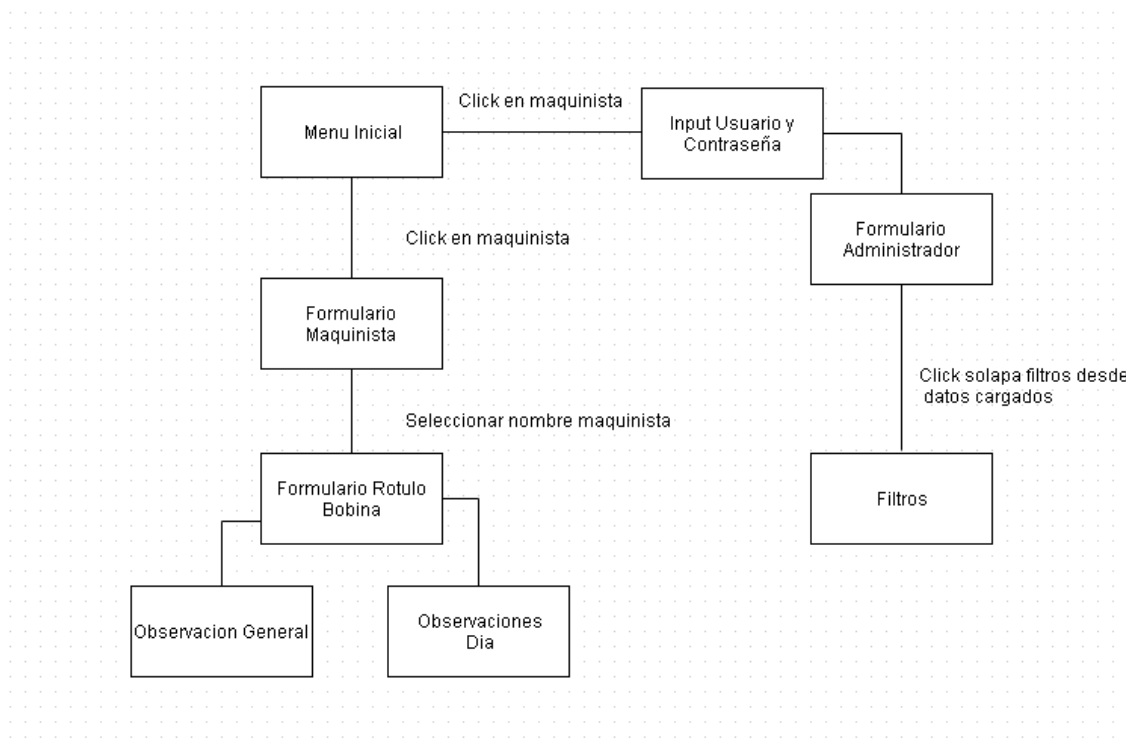 Click en maquinista
Menu Inicial
Input Usuario y
Contraseña
Formulario
Administrador
Click en maquinista
Formulario
Maquinista
Click solapa filtros desde
datos cargados
Seleccionar nombre maquinista
Formulario Rotulo
Bobina
Filtros
Observacion General
Observaciones
Dia